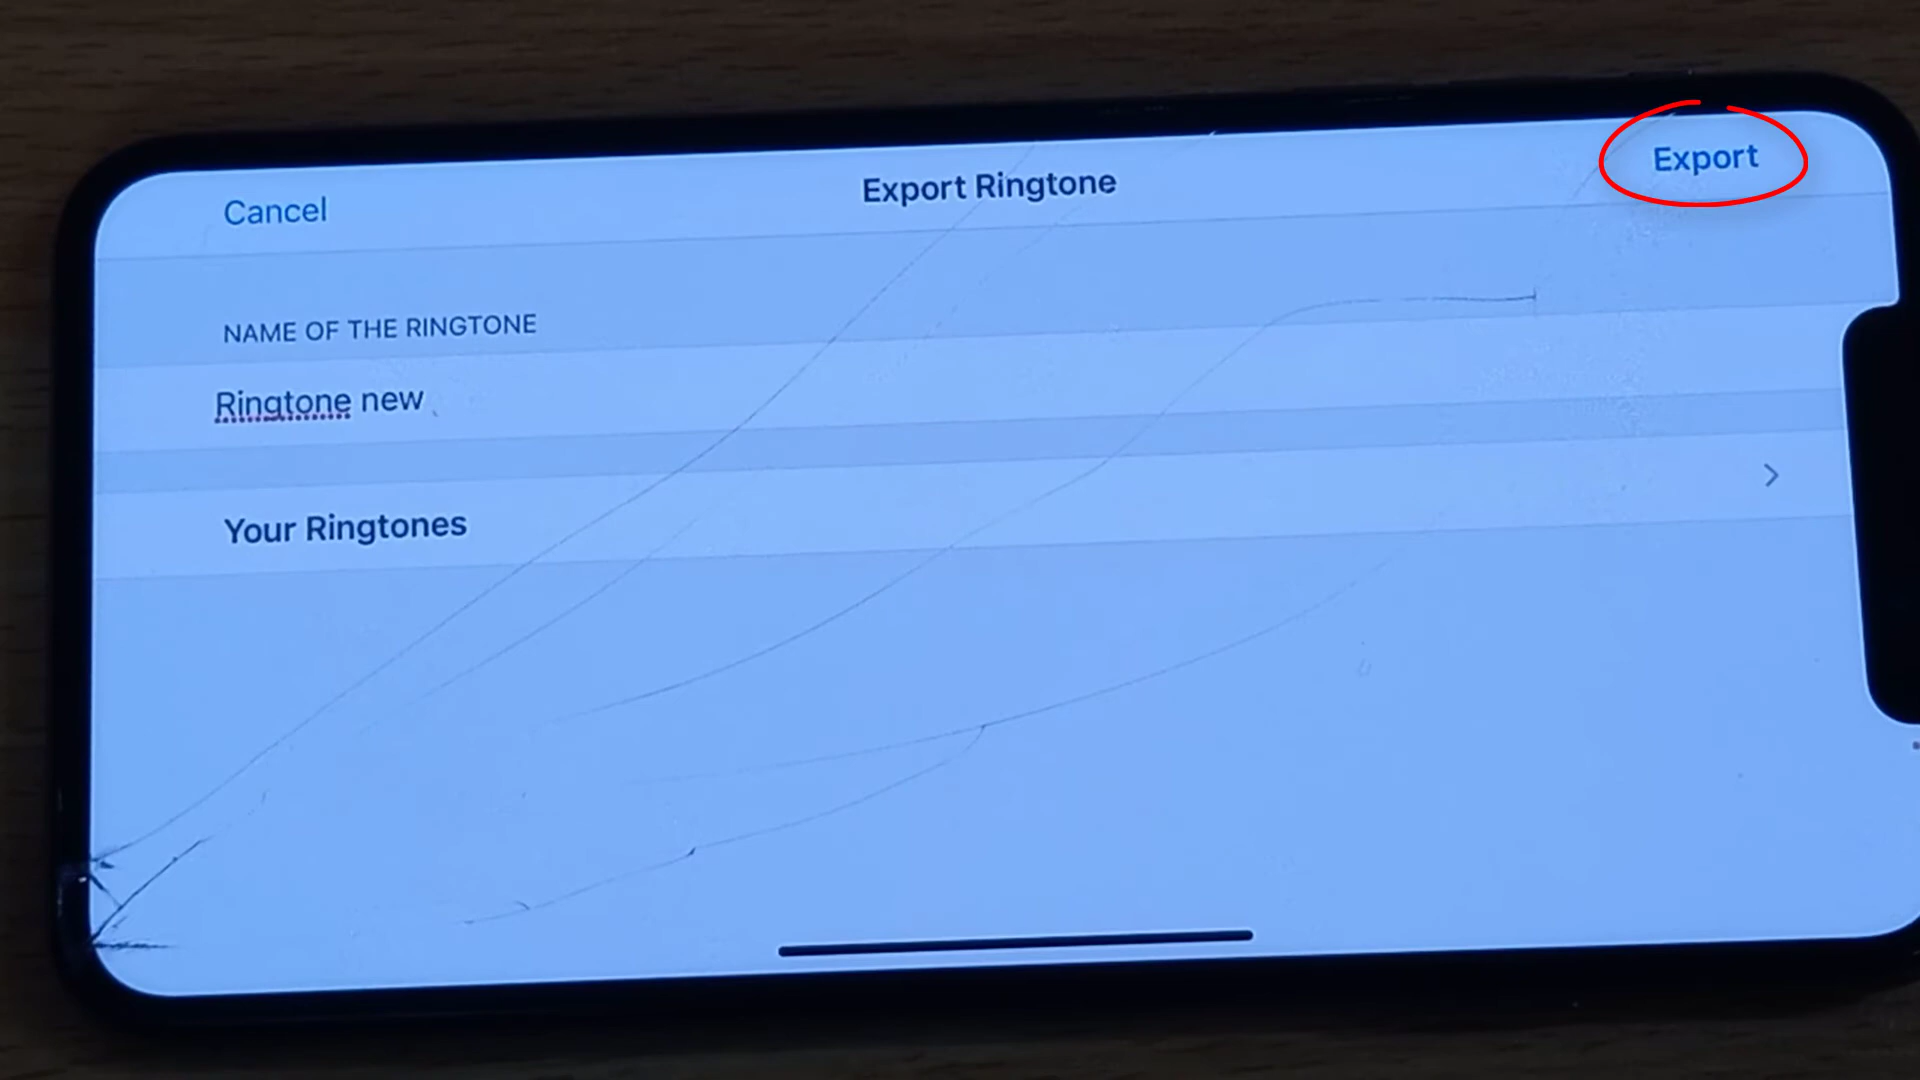 Cancel
Export Ringtone
Export
NAME OF THE RINGTONE
Ringtone new
Your Ringtones